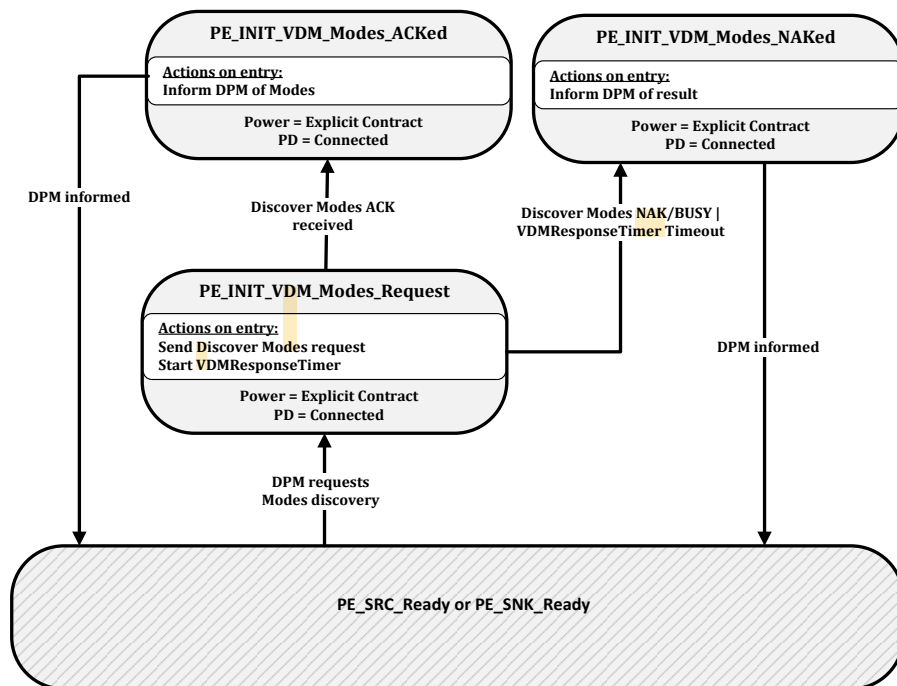 PE_INIT_VDM_Modes_ACKed
Actions on entry:
Inform DPM of Modes
Power = Explicit Contract
PD = Connected
PE_INIT_VDM_Modes_NAKed
Actions on entry:
Inform DPM of result
Power = Explicit Contract
PD = Connected
DPM informed
Discover Modes ACK
received
Discover Modes NAK/BUSY |
VDMResponseTimer Timeout
PE_INIT_VDM_Modes_Request
Actions on entry:
Send Discover Modes request
Start VDMResponseTimer
Power = Explicit Contract
PD = Connected
DPM informed
DPM requests
Modes discovery
PE_SRC_Ready or PE_SNK_Ready